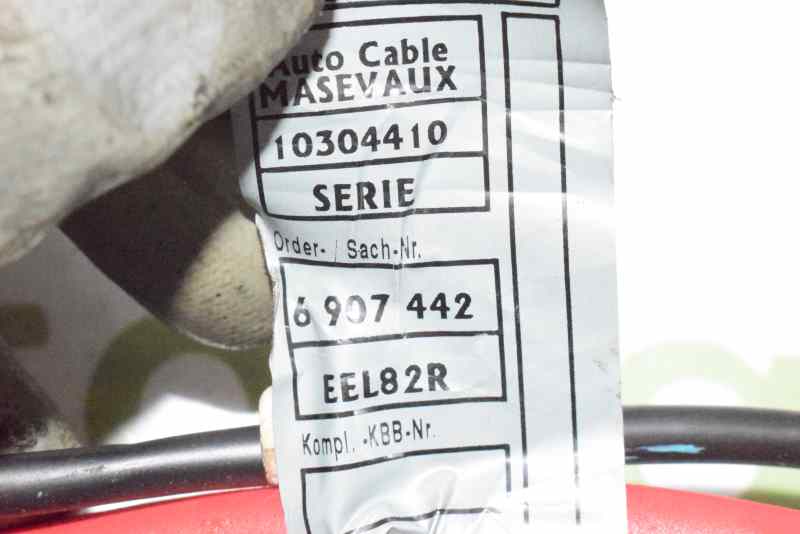 Auto Cable
MASEVAUX
10304410
SERIE
Order- / Sach-Nr.
6 907 442
EEL82R
Kompl. -KBB-Nr.